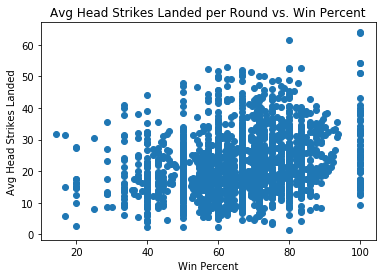 Avg Head Strikes Landed per Round vs. Win Percent
Avg Head Strikes Landed
60
50
40
30
20
10
0
20 40 60 80 100
Win Percent